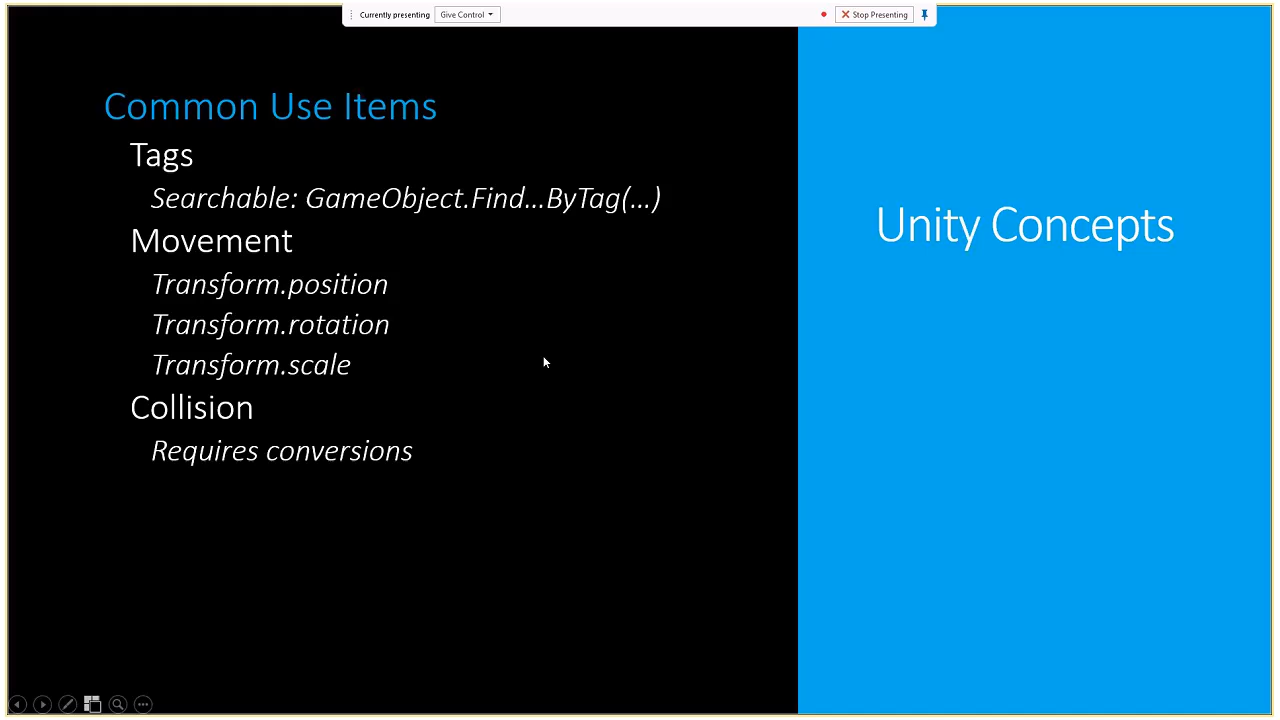 Currently presenting Give Control Stop Presenting
Common Use Items
Tags
Searchable: GameObject.Find...ByTag(...)
Movement
Transform.position
Transform.rotation
Transform.scale
Collision
Requires conversions
Unity Concepts